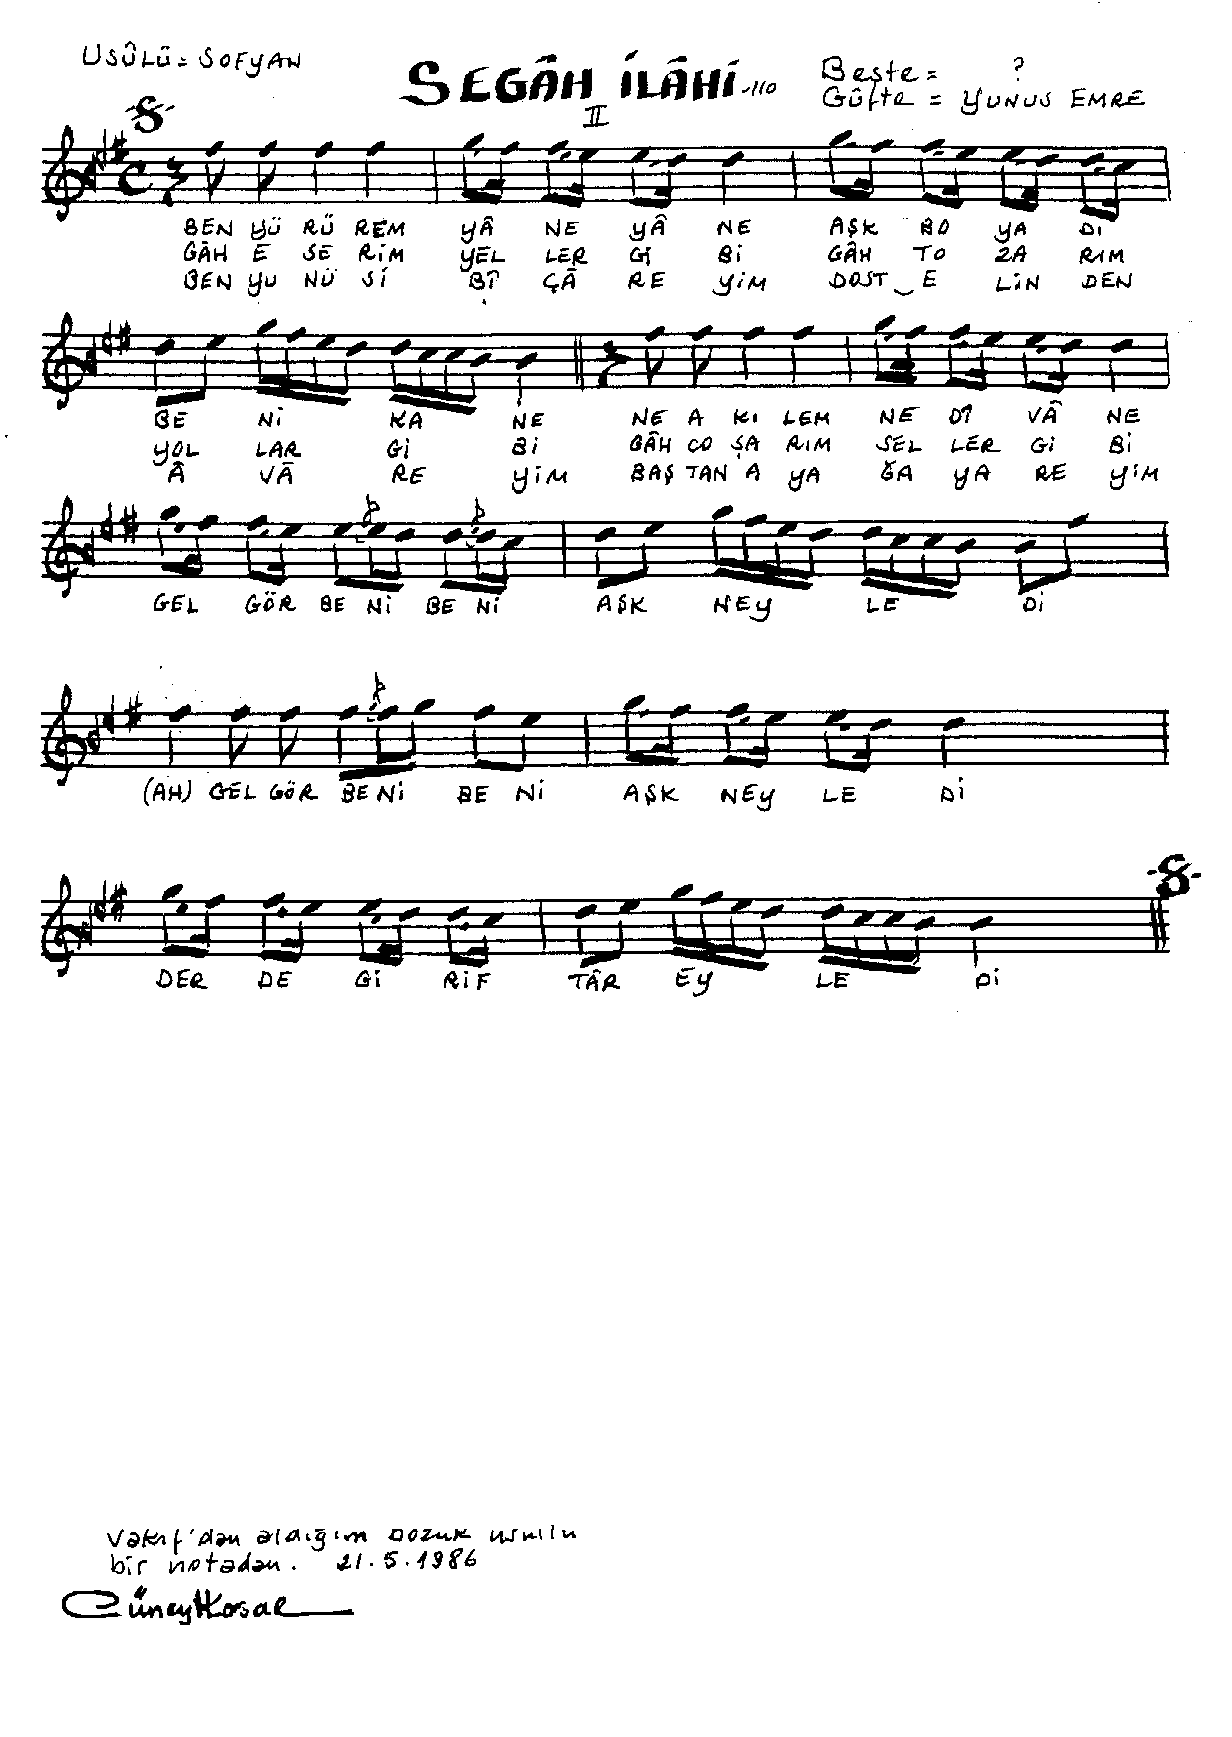 USÛLÜ = SOFYAN
SEGÂH İLÂHİ -110
II
Beste = ?
Güfte = YUNUS EMRE
BEN YÜ RÜ REM YÂ NE YÂ NE AŞK BO YA DI
GÂH E SE RİM YEL LER Gİ Bİ GÂH TO ZA RIM
BEN YU NÜ Sİ BÎ ÇÂ RE YİM DOST E LİN DEN
BE Nİ KA NE NE A KI LEM NE DÎ VÂ NE
YOL LAR Gİ Bİ GÂH CO ŞA RIM SEL LER Gİ Bİ
Â VÂ RE YİM BAŞ TAN A YA ĞA YA RE YİM
GEL GÖR BE Nİ BE Nİ AŞK NEY LE Dİ
(AH) GEL GÖR BE Nİ BE Nİ AŞK NEY LE Dİ
DER DE Gİ RİF TÂR EY LE Dİ
Vakıf'dan aldığım bozuk usullü
bir notadan. 21.5.1986
Cüneyt Kosal